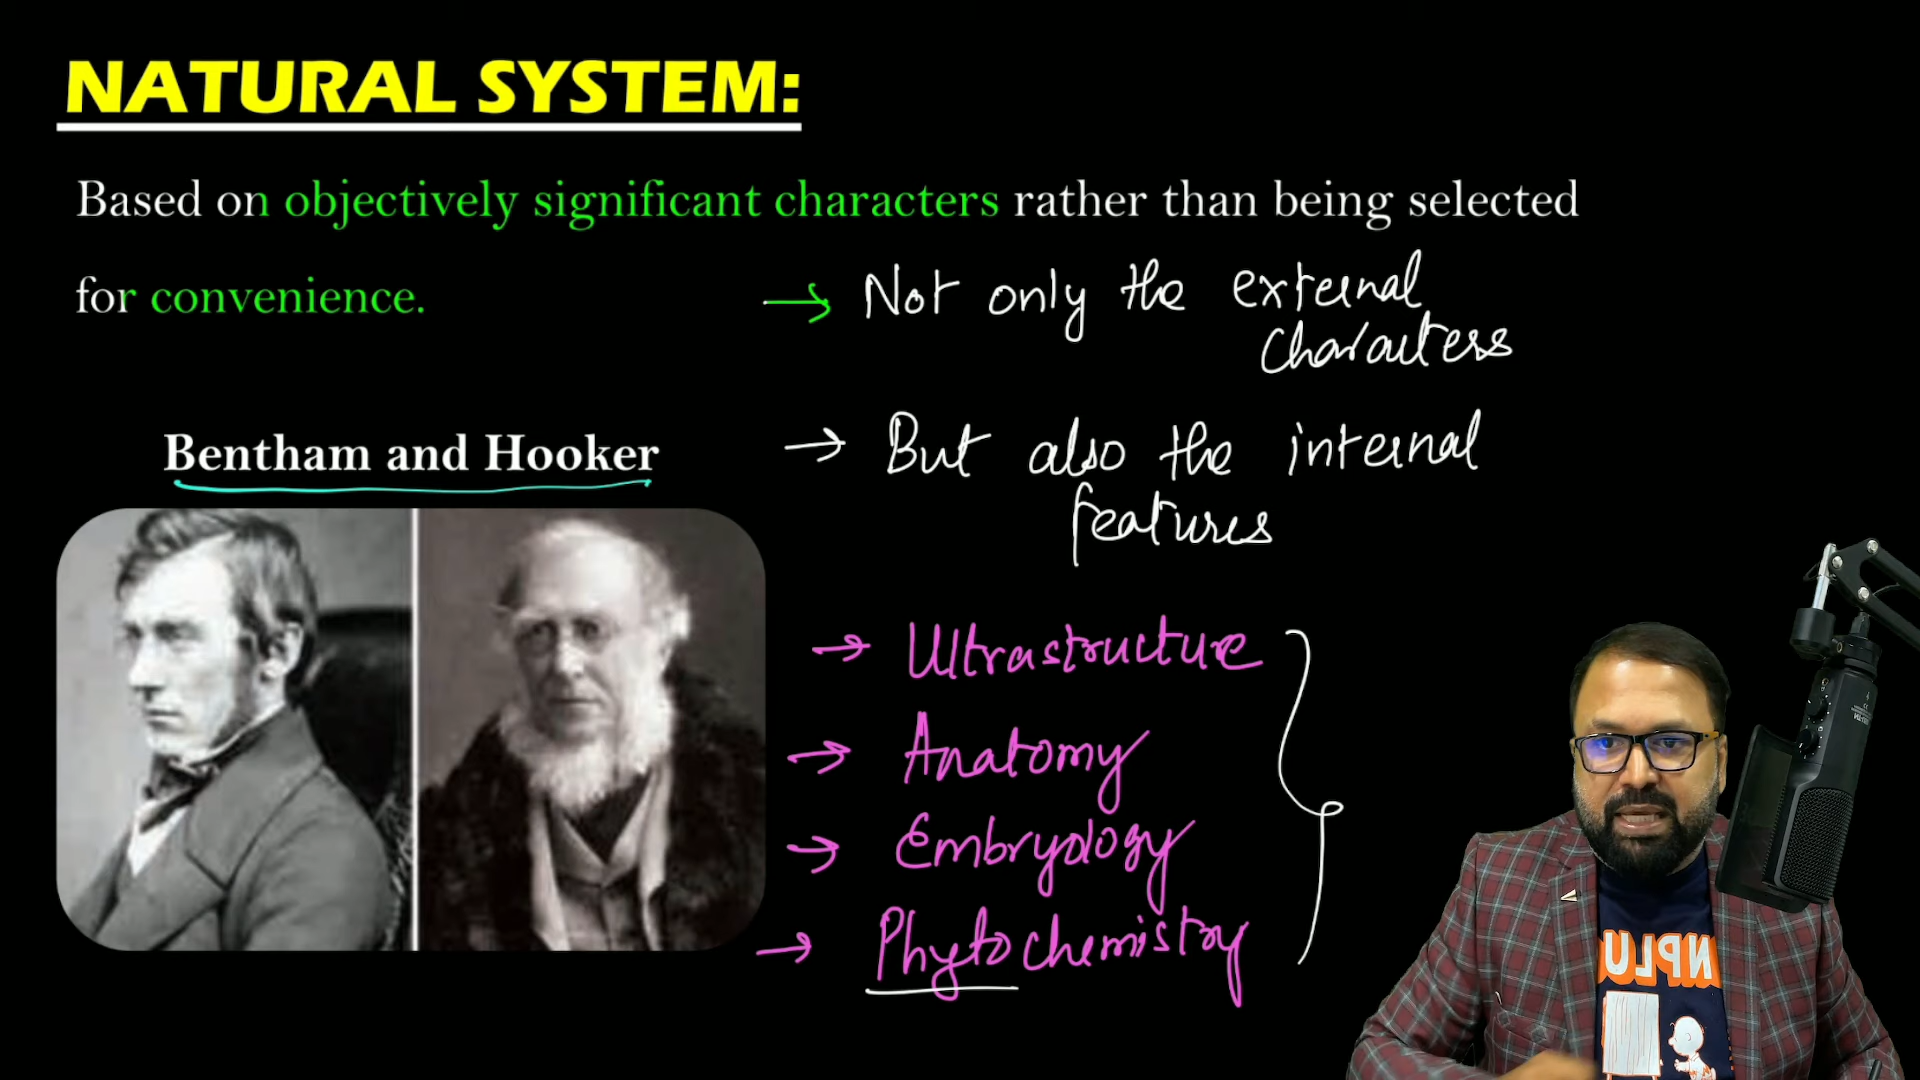 NATURAL SYSTEM:
Based on objectively significant characters rather than being selected
for convenience.
→ Not only the external
characters
Bentham and Hooker
→ But also the internal
features
→ Ultrastructure
→ Anatomy
→ Embryology
→ Phytochemistry